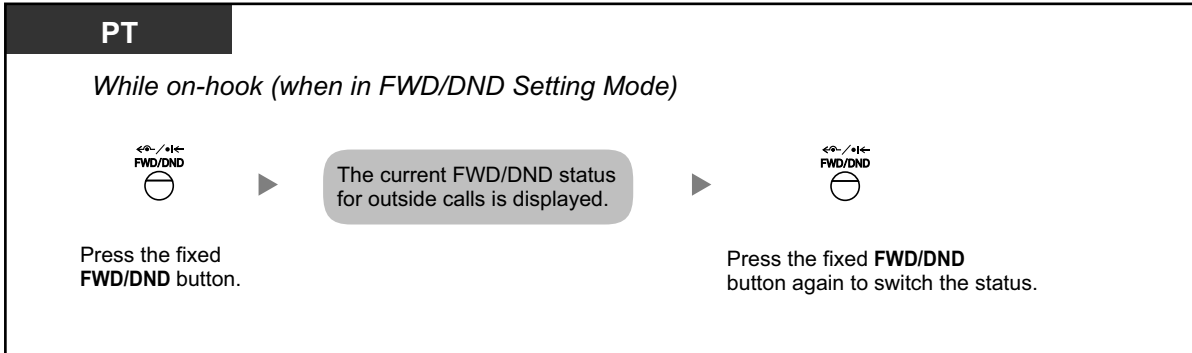 PT
While on-hook (when in FWD/DND Setting Mode)
FWD/DND
The current FWD/DND status
for outside calls is displayed.
FWD/DND
Press the fixed
FWD/DND button.
Press the fixed FWD/DND
button again to switch the status.